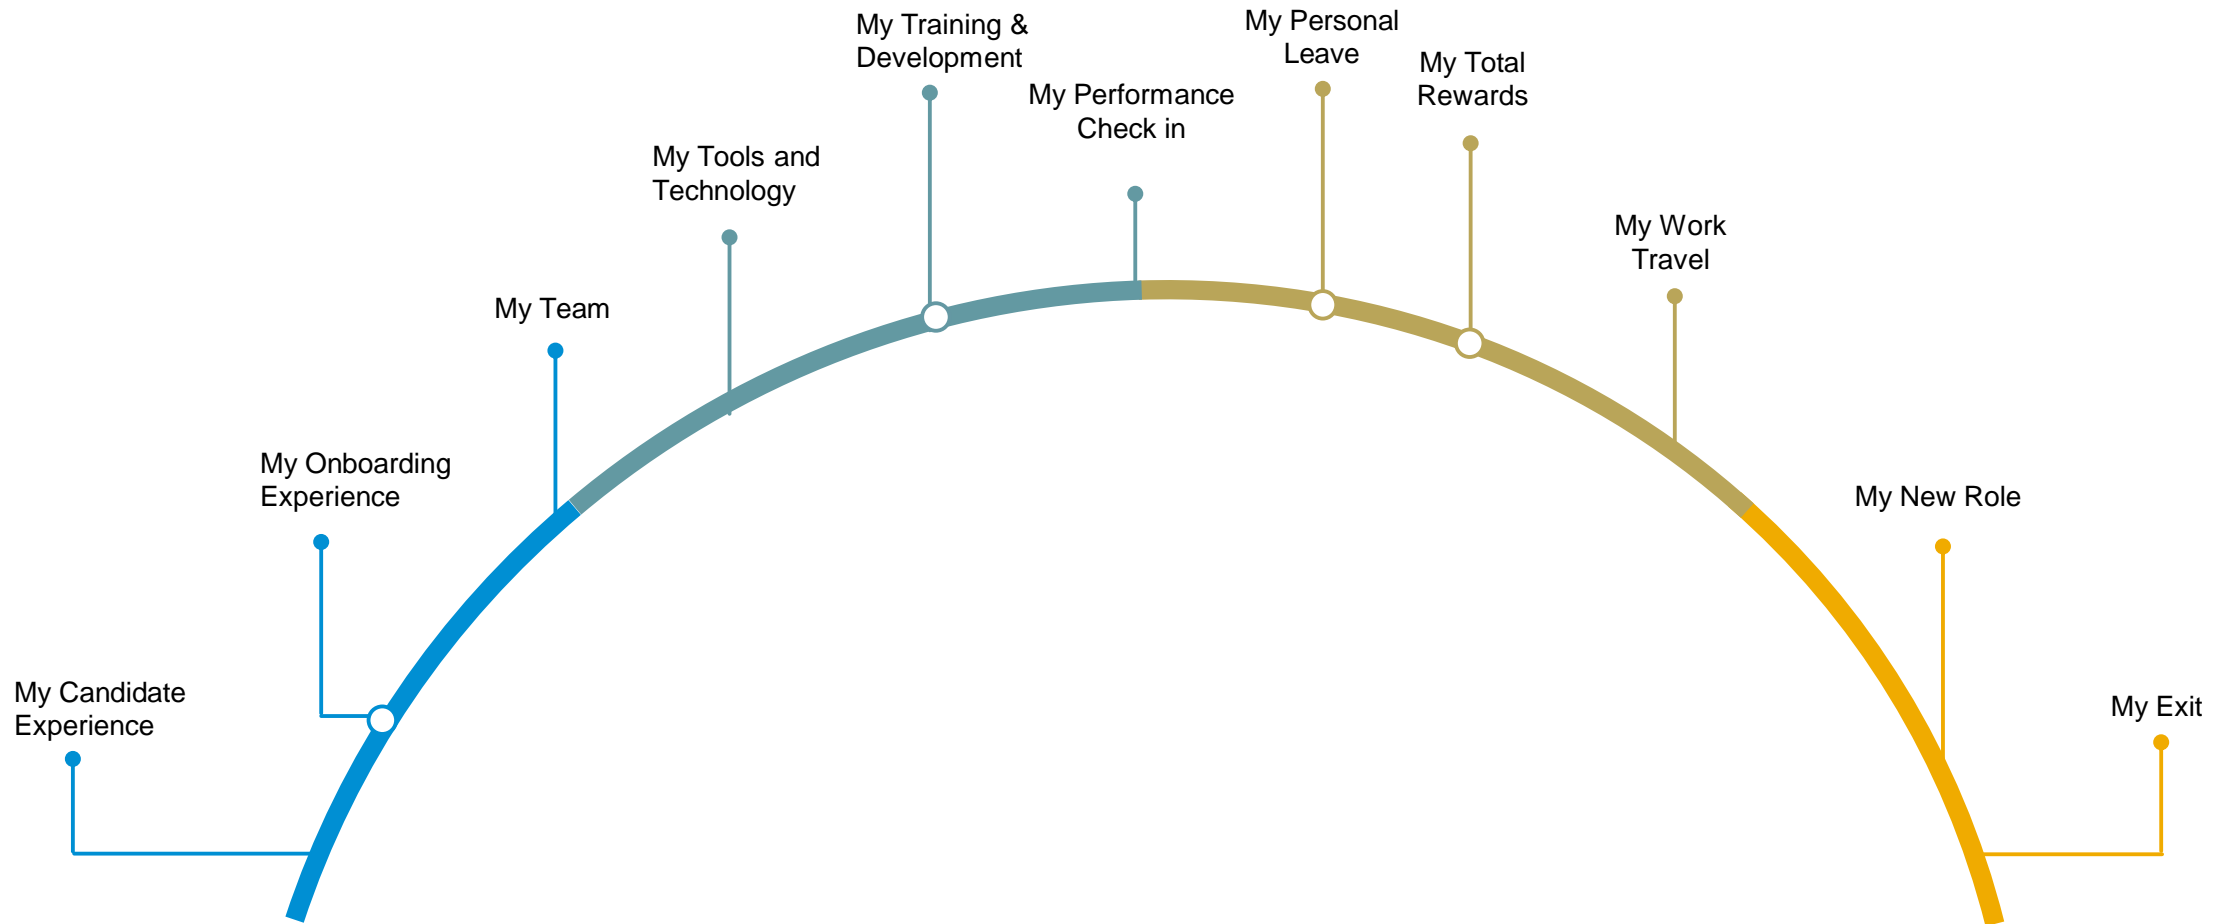 My Candidate
Experience
My Onboarding
Experience
My Team
My Tools and
Technology
My Training &
Development
My Performance
Check in
My Personal
Leave
My Total
Rewards
My Work
Travel
My New Role
My Exit